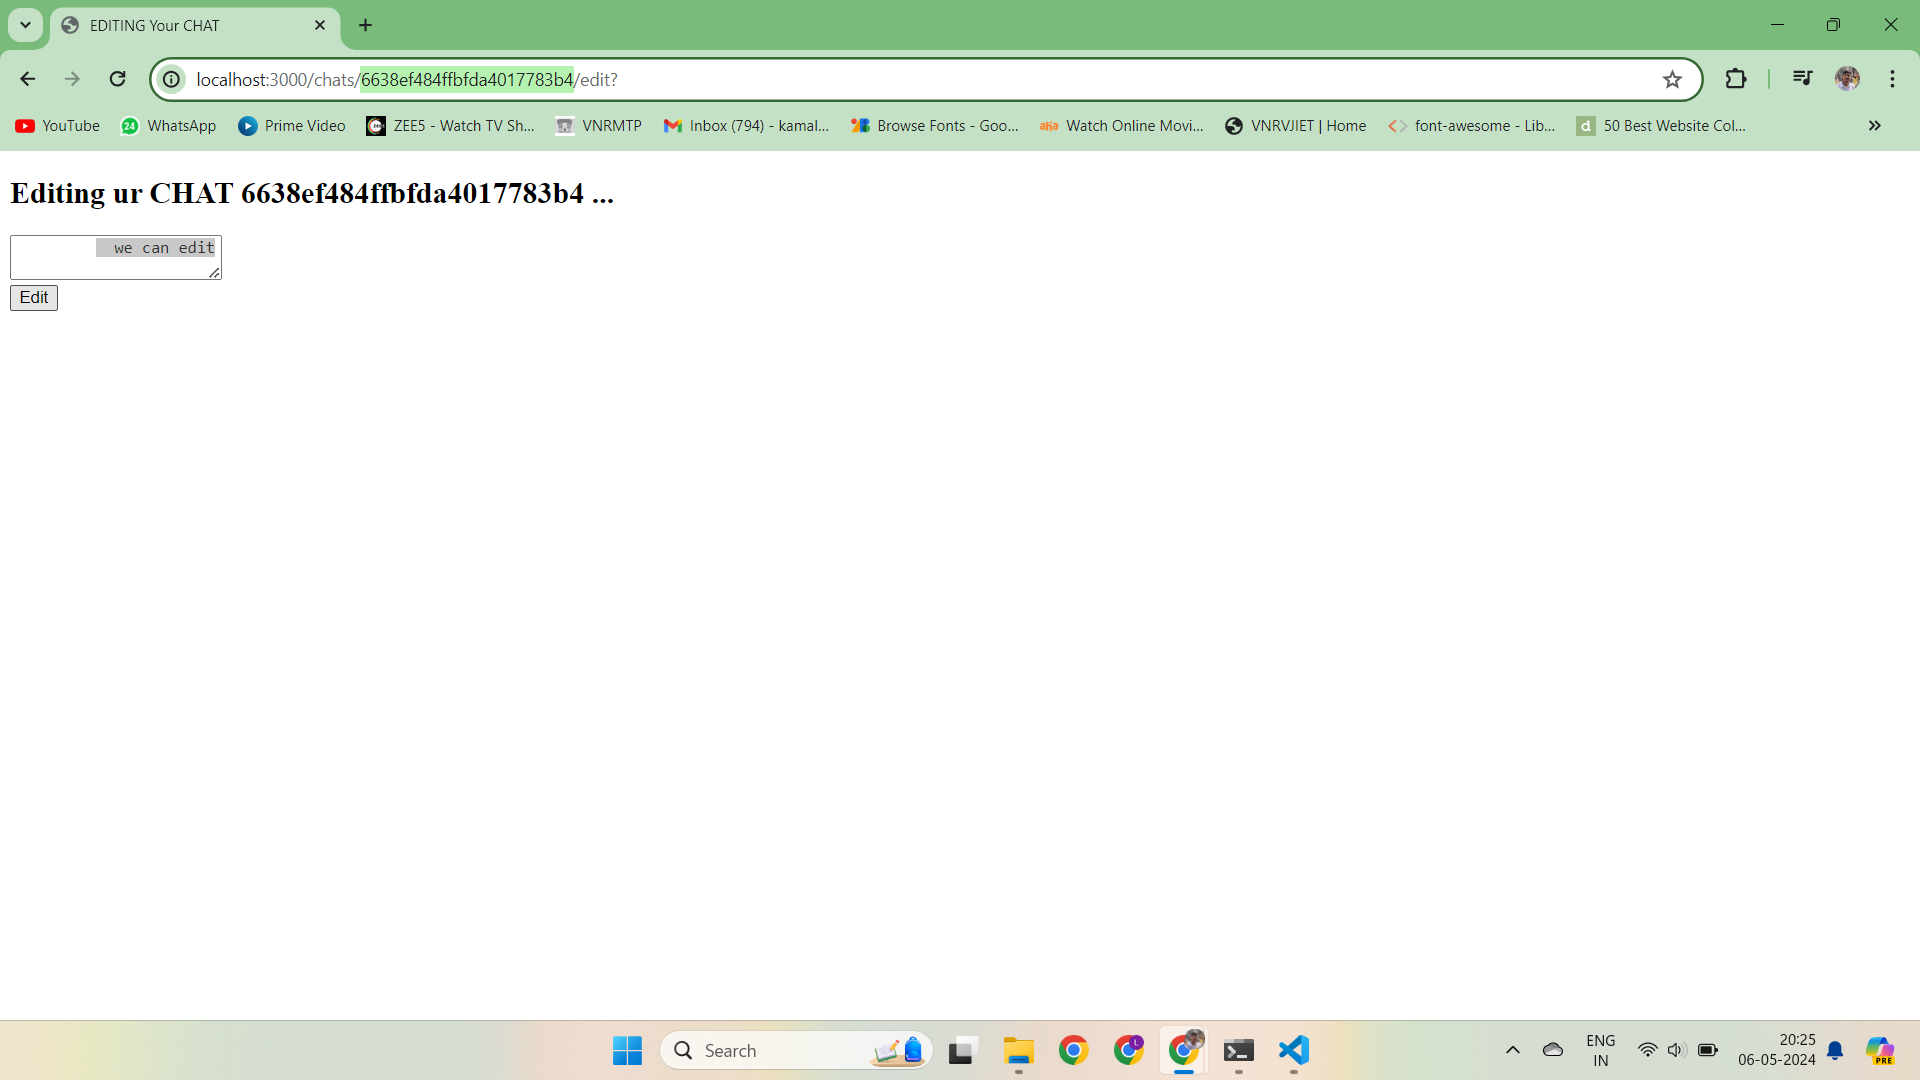 EDITING Your CHAT
localhost:3000/chats/6638ef484ffbfda4017783b4/edit?
YouTube WhatsApp Prime Video ZEE5 - Watch TV Sh... VNRMTP Inbox (794) - kamal... Browse Fonts - Goo... aha Watch Online Movi... VNRVJIET | Home font-awesome - Lib... d 50 Best Website Col...
Editing ur CHAT 6638ef484ffbfda4017783b4 ...
we can edit
Edit
Search
ENG
IN
20:25
06-05-2024
PRE